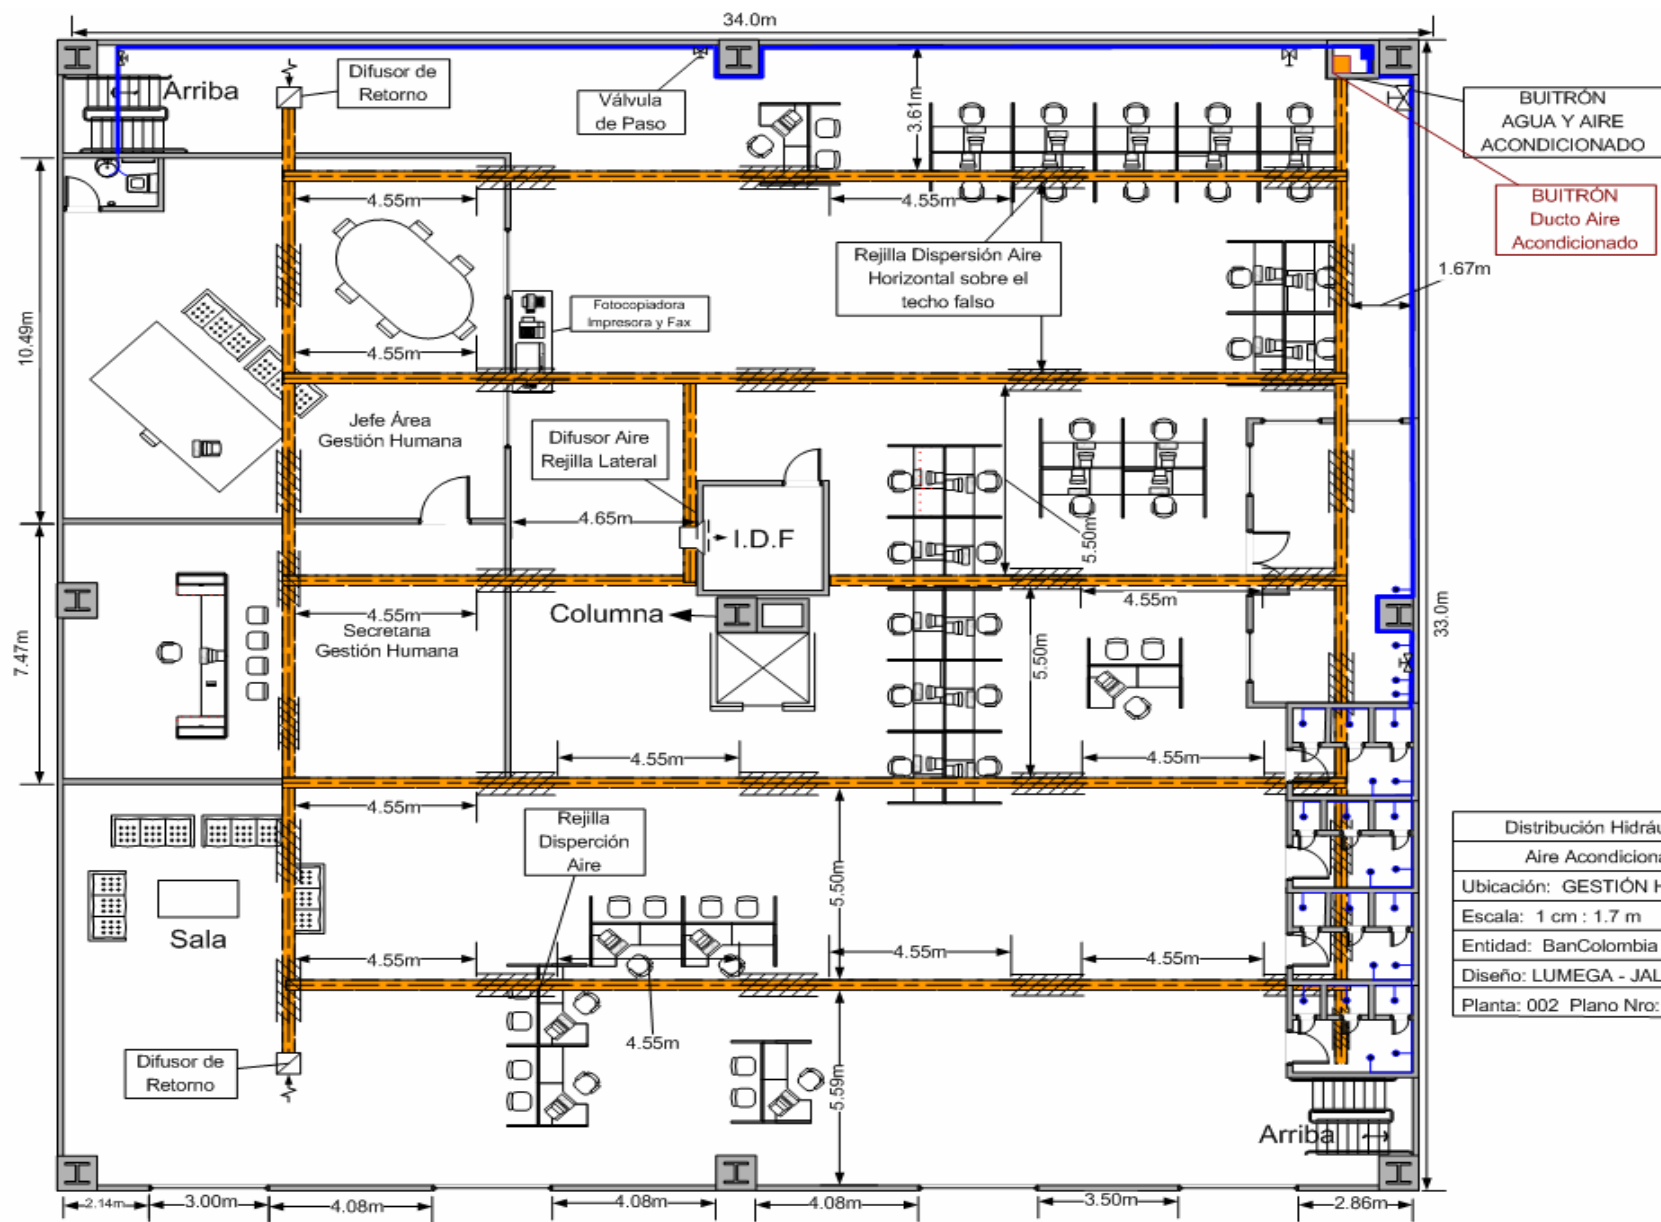 34.0m
Arriba
Difusor de
Retorno
Válvula
de Paso
3.61m
BUITRÓN
AGUA Y AIRE
ACONDICIONADO
BUITRÓN
Ducto Aire
Acondicionado
4.55m
4.55m
Rejilla Dispersión Aire
Horizontal sobre el
techo falso
1.67m
10.49m
Fotocopiadora
Impresora y Fax
4.55m
Jefe Área
Gestión Humana
Difusor Aire
Rejilla Lateral
4.65m
I.D.F
5.50m
7.47m
4.55m
Secretaria
Gestión Humana
Columna
4.55m
5.50m
33.0m
4.55m
4.55m
4.55m
Rejilla
Disperción
Aire
5.50m
Sala
4.55m
4.55m
4.55m
4.55m
Distribución Hidráu
Aire Acondiciona
Ubicación: GESTIÓN H
Escala: 1 cm : 1.7 m
Entidad: BanColombia
Diseño: LUMEGA - JAL
Planta: 002 Plano Nro:
Difusor de
Retorno
5.59m
Arriba
2.14m
3.00m
4.08m
4.08m
4.08m
3.50m
2.86m